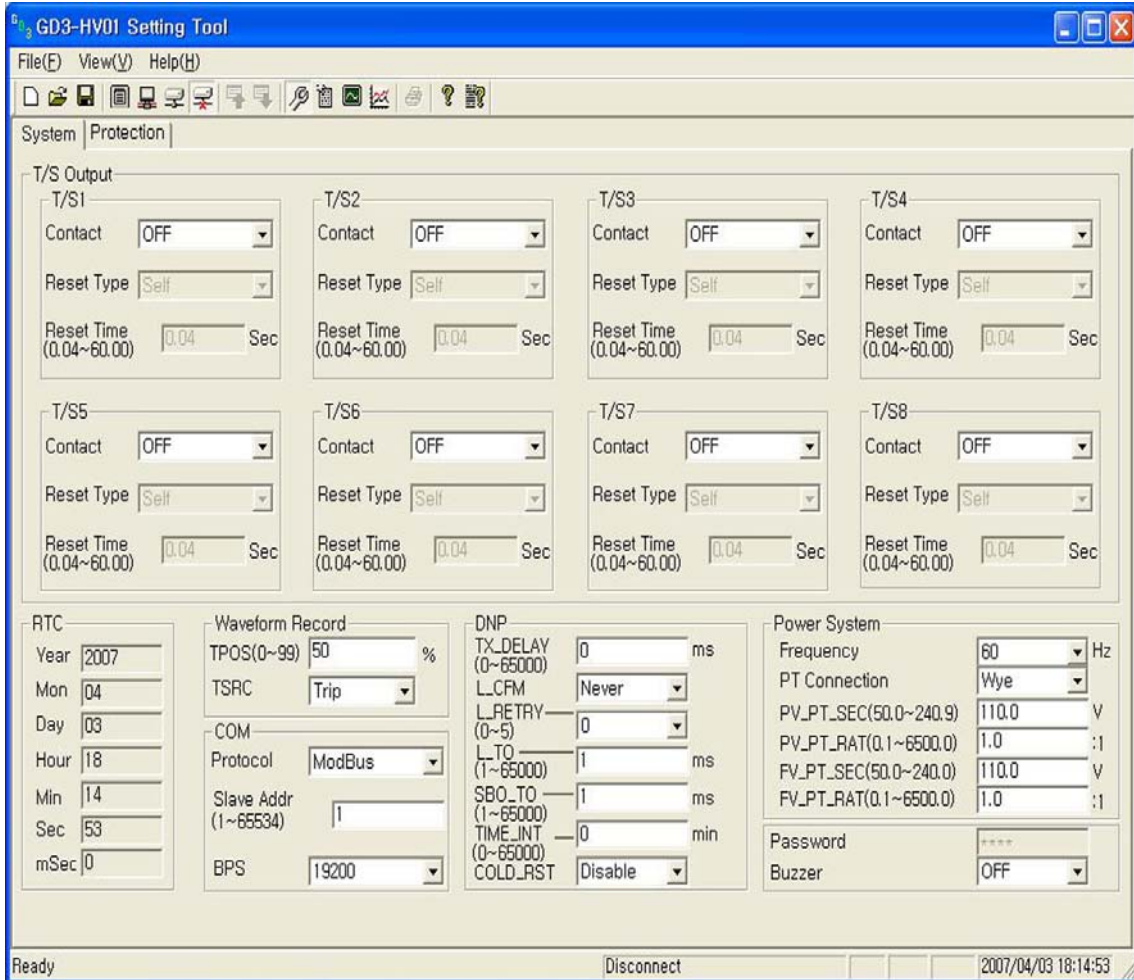 GD3-HV01 Setting Tool
File(F) View(V) Help(H)
System Protection
T/S Output
T/S1
Contact OFF
Reset Type Self
Reset Time
(0.04~60.00) 0.04 Sec
T/S2
Contact OFF
Reset Type Self
Reset Time
(0.04~60.00) 0.04 Sec
T/S3
Contact OFF
Reset Type Self
Reset Time
(0.04~60.00) 0.04 Sec
T/S4
Contact OFF
Reset Type Self
Reset Time
(0.04~60.00) 0.04 Sec
T/S5
Contact OFF
Reset Type Self
Reset Time
(0.04~60.00) 0.04 Sec
T/S6
Contact OFF
Reset Type Self
Reset Time
(0.04~60.00) 0.04 Sec
T/S7
Contact OFF
Reset Type Self
Reset Time
(0.04~60.00) 0.04 Sec
T/S8
Contact OFF
Reset Type Self
Reset Time
(0.04~60.00) 0.04 Sec
RTC
Year 2007
Mon 04
Day 03
Hour 18
Min 14
Sec 53
mSec 0
Waveform Record
TPOS(0~99) 50 %
TSRC Trip
COM
Protocol ModBus
Slave Addr
(1~65534) 1
BPS 19200
DNP
TX_DELAY
(0~65000) 0 ms
L_CFM Never
L_RETRY
(0~5) 0
L_TO
(1~65000) 1 ms
SBO_TO
(1~65000) 1 ms
TIME_INT
(0~65000) 0 min
COLD_RST Disable
Power System
Frequency 60 Hz
PT Connection Wye
PV_PT_SEC(50.0~240.9) 110.0 V
PV_PT_RAT(0.1~6500.0) 1.0 :1
FV_PT_SEC(50.0~240.0) 110.0 V
FV_PT_RAT(0.1~6500.0) 1.0 :1
Password ****
Buzzer OFF
Ready Disconnect 2007/04/03 18:14:53